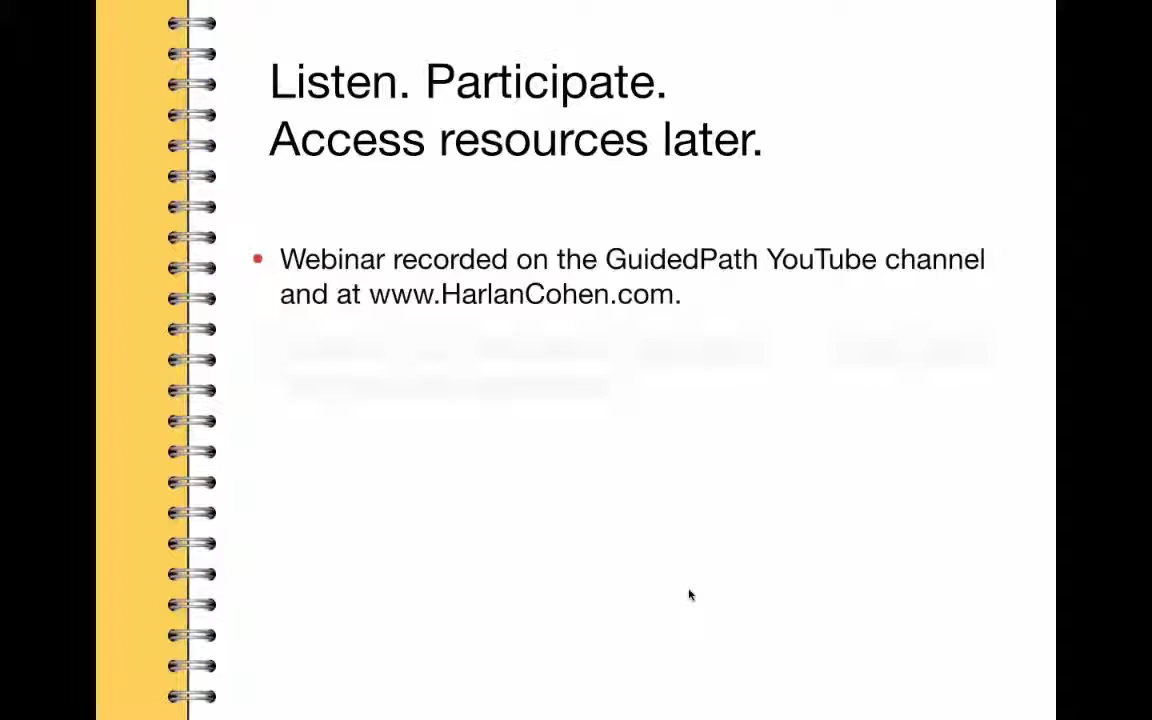 Listen. Participate.
Access resources later.
Webinar recorded on the GuidedPath YouTube channel
and at www.HarlanCohen.com.